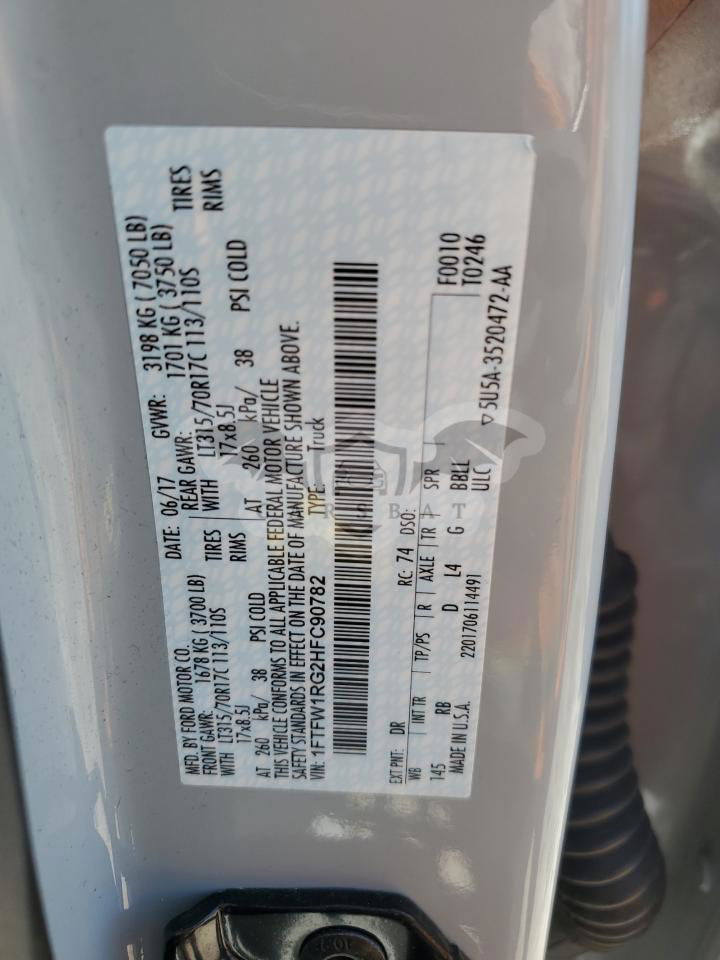 MFD. BY FORD MOTOR CO.
DATE: 06/17 GVWR: 3198 KG ( 7050 LB)
FRONT GAWR: 1678 KG ( 3700 LB) REAR GAWR: 1701 KG ( 3750 LB)
WITH LT315/70R17C 113/110S TIRES WITH LT315/70R17C 113/110S TIRES
17x8.5J RIMS 17x8.5J RIMS
AT 260 kPa/ 38 PSI COLD AT 260 kPa/ 38 PSI COLD
THIS VEHICLE CONFORMS TO ALL APPLICABLE FEDERAL MOTOR VEHICLE
SAFETY STANDARDS IN EFFECT ON THE DATE OF MANUFACTURE SHOWN ABOVE.
VIN: 1FTFW1RG2HFC90782 TYPE: Truck
F0010
T0246
EXT PNT: DR RC: 74 DSO:
WB INT TR TP/PS R AXLE TR SPR
145 RB D L4 G BBLL
MADE IN U.S.A. 2201706114491 ULC ▽5U5A-3520472-AA
RSBAT